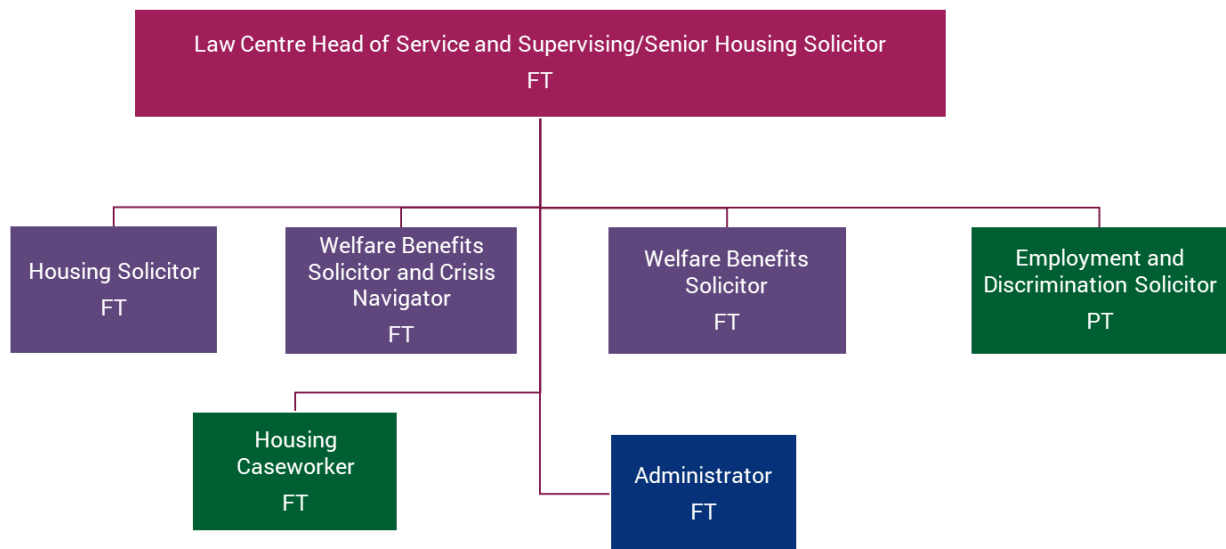 Law Centre Head of Service and Supervising/Senior Housing Solicitor
FT
Housing Solicitor
FT
Welfare Benefits
Solicitor and Crisis
Navigator
FT
Welfare Benefits
Solicitor
FT
Employment and
Discrimination Solicitor
PT
Housing
Caseworker
FT
Administrator
FT